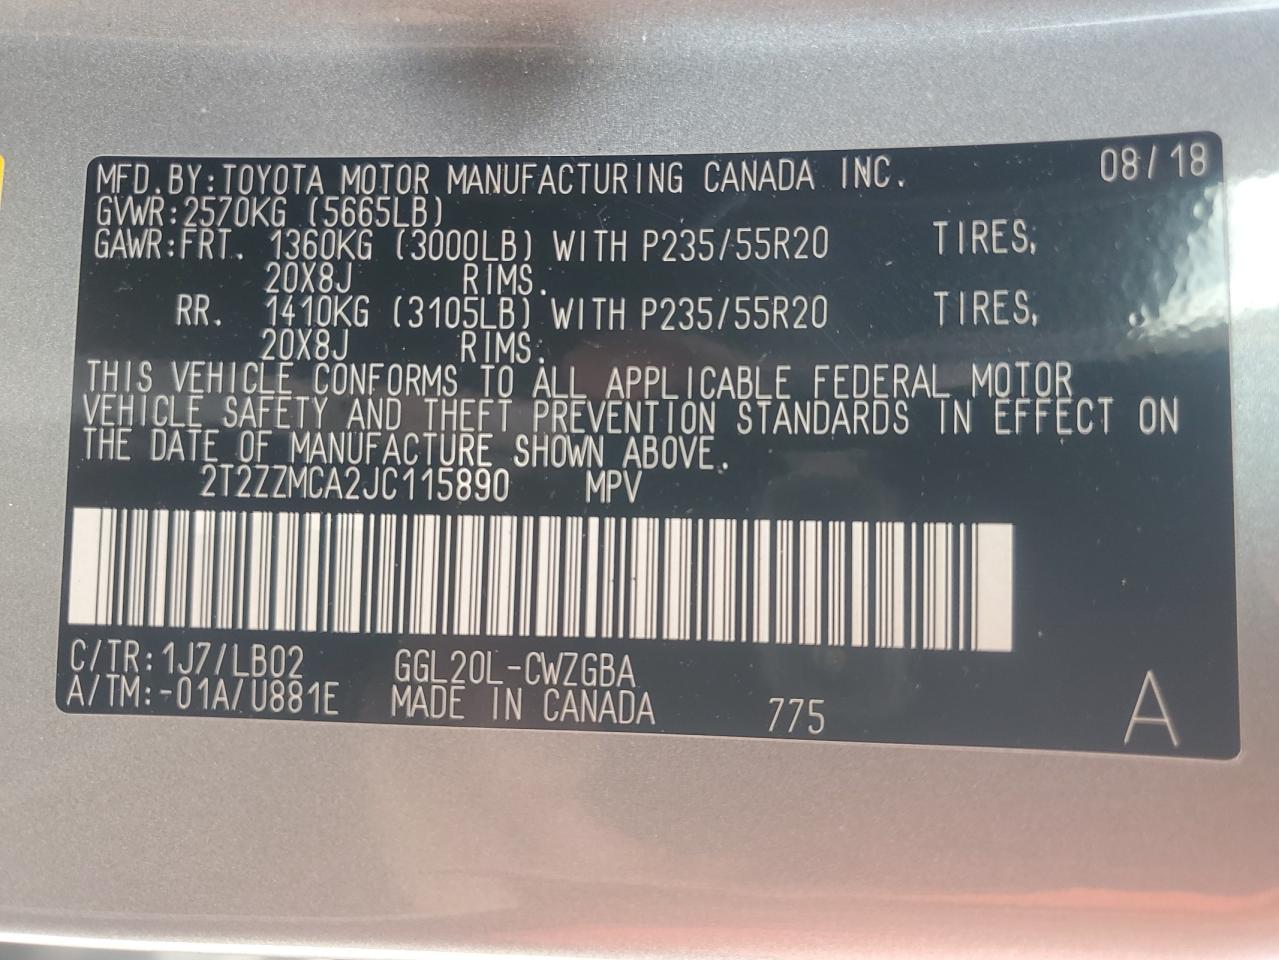 MFD.BY:TOYOTA MOTOR MANUFACTURING CANADA INC. 08/18
GVWR:2570KG (5665LB)
GAWR:FRT. 1360KG (3000LB) WITH P235/55R20 TIRES,
20X8J RIMS.
RR. 1410KG (3105LB) WITH P235/55R20 TIRES,
20X8J RIMS.
THIS VEHICLE CONFORMS TO ALL APPLICABLE FEDERAL MOTOR
VEHICLE SAFETY AND THEFT PREVENTION STANDARDS IN EFFECT ON
THE DATE OF MANUFACTURE SHOWN ABOVE.
2T2ZZMCA2JC115890 MPV
C/TR:1J7/LB02 GGL20L-CWZGBA
A/TM:-01A/U881E MADE IN CANADA 775 A